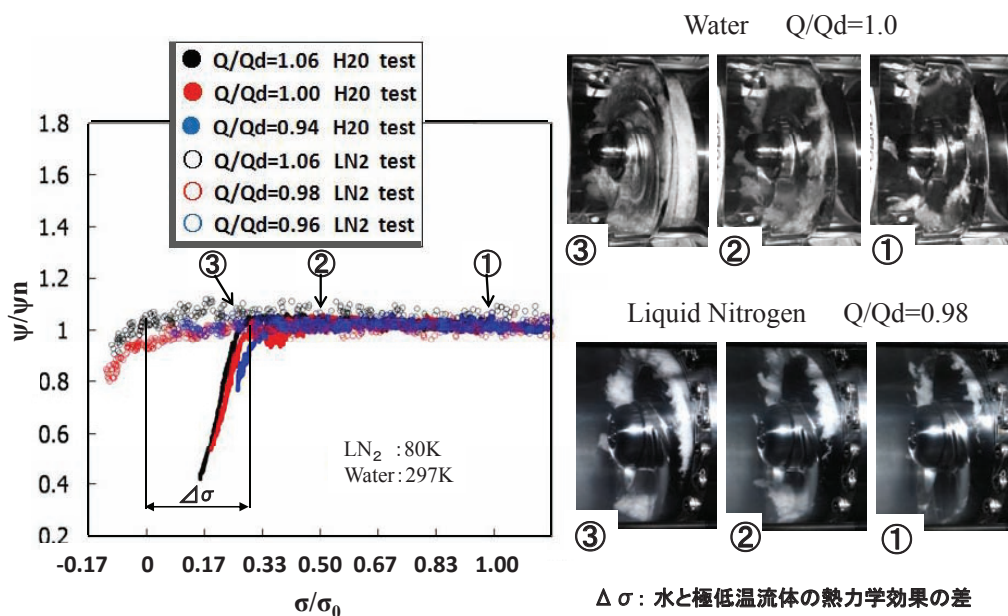 Q/Qd=1.06 H20 test
Q/Qd=1.00 H20 test
Q/Qd=0.94 H20 test
Q/Qd=1.06 LN2 test
Q/Qd=0.98 LN2 test
Q/Qd=0.96 LN2 test
1.8
1.6
1.4
1.2
1
0.8
0.6
0.4
0.2
ψ/ψn
③
②
①
LN₂ :80K
Water:297K
Δσ
-0.17 0 0.17 0.33 0.50 0.67 0.83 1.00
σ/σ₀
Water Q/Qd=1.0
③
②
①
Liquid Nitrogen Q/Qd=0.98
③
②
①
Δσ: 水と極低温流体の熱力学効果の差